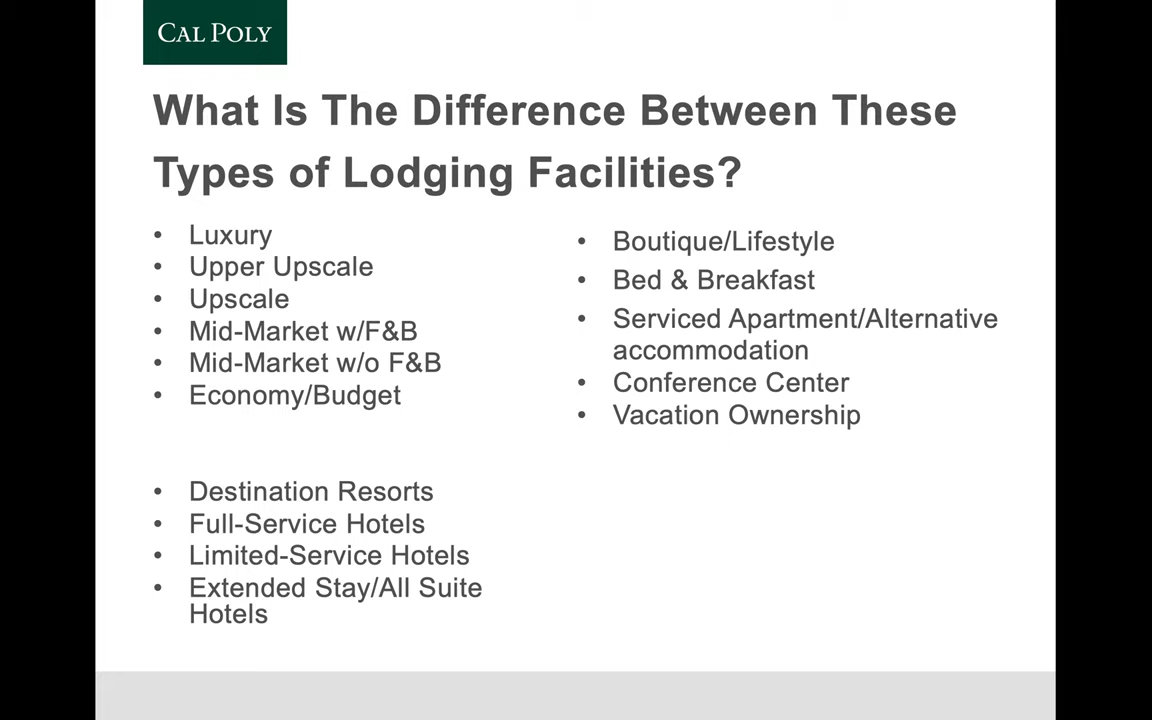 CAL POLY
What Is The Difference Between These
Types of Lodging Facilities?
• Luxury
• Upper Upscale
• Upscale
• Mid-Market w/F&B
• Mid-Market w/o F&B
• Economy/Budget
• Destination Resorts
• Full-Service Hotels
• Limited-Service Hotels
• Extended Stay/All Suite
Hotels
• Boutique/Lifestyle
• Bed & Breakfast
• Serviced Apartment/Alternative
accommodation
• Conference Center
• Vacation Ownership